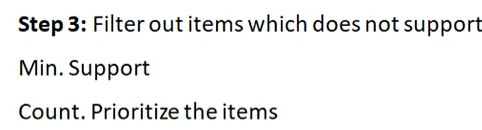 Step 3: Filter out items which does not support
Min. Support
Count. Prioritize the items